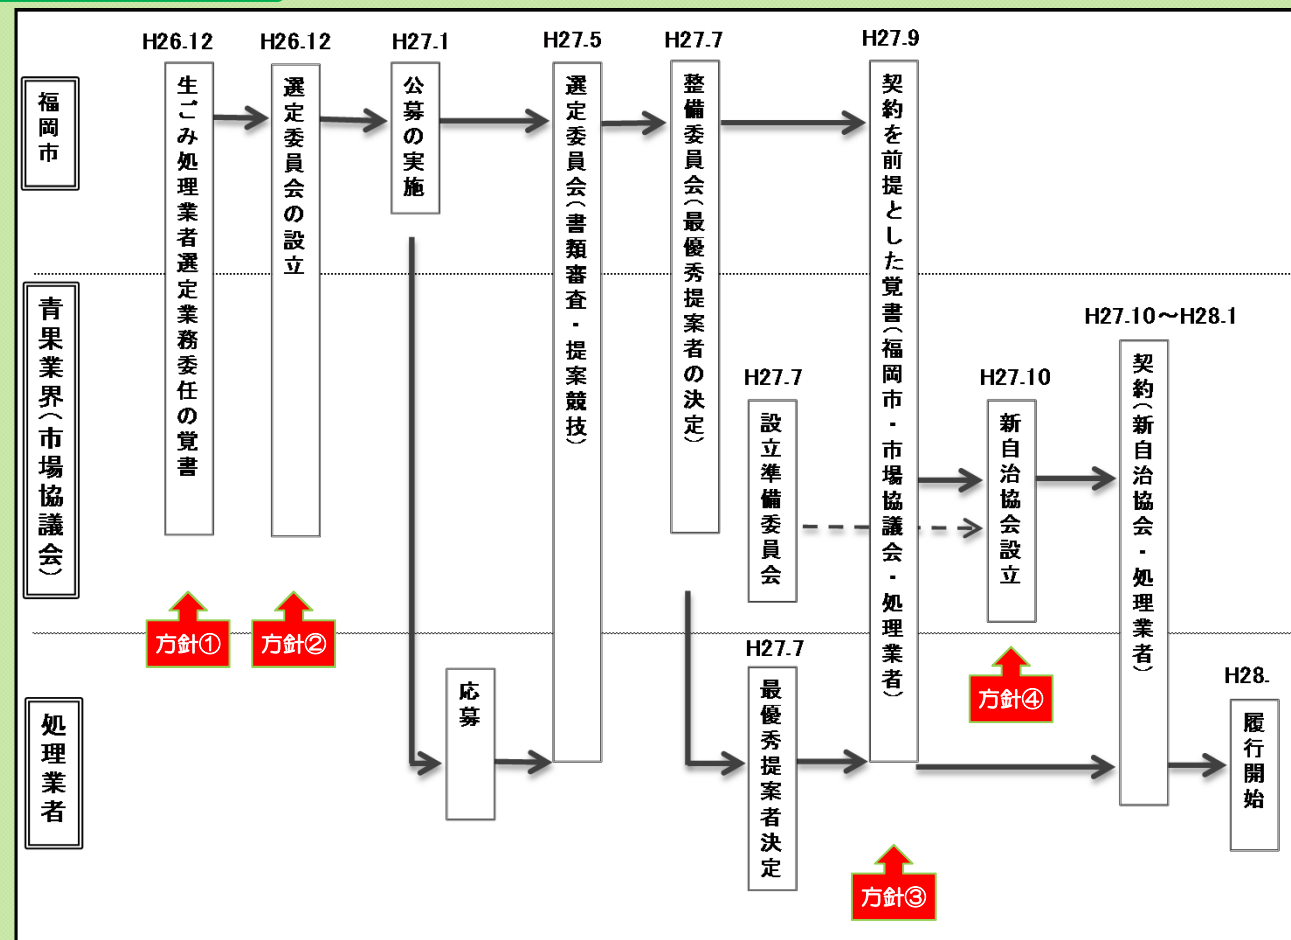 H26.12
H26.12
H27.1
H27.5
H27.7
H27.9
福岡市
生ごみ処理業者選定業務委任の覚書
選定委員会の設立
公募の実施
選定委員会(書類審査・提案競技)
整備委員会(最優秀提案者の決定)
契約を前提とした覚書(福岡市・市場協議会・処理業者)
青果業界(市場協議会)
H27.7
設立準備委員会
H27.10
新自治協会設立
H27.10～H28.1
契約(新自治協会・処理業者)
方針①
方針②
処理業者
応募
H27.7
最優秀提案者決定
方針③
方針④
H28.
履行開始